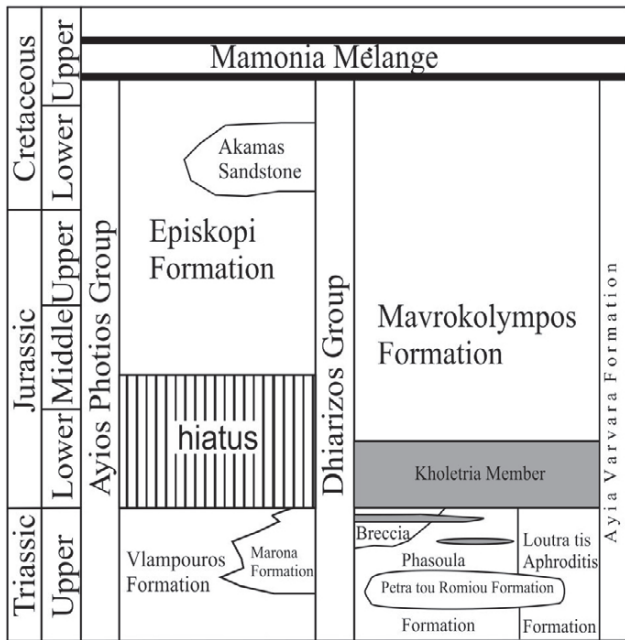 Cretaceous
Upper
Lower
Jurassic
Upper
Middle
Lower
Triassic
Upper
Mamonia Mélange
Ayios Photios Group
Akamas
Sandstone
Episkopi
Formation
hiatus
Vlampouros
Formation
Marona
Formation
Dhiarizos Group
Mavrokolympos
Formation
Kholetria Member
Breccia
Phasoula
Petra tou Romiou Formation
Formation
Loutra tis
Aphroditis
Formation
Ayia Varvara Formation